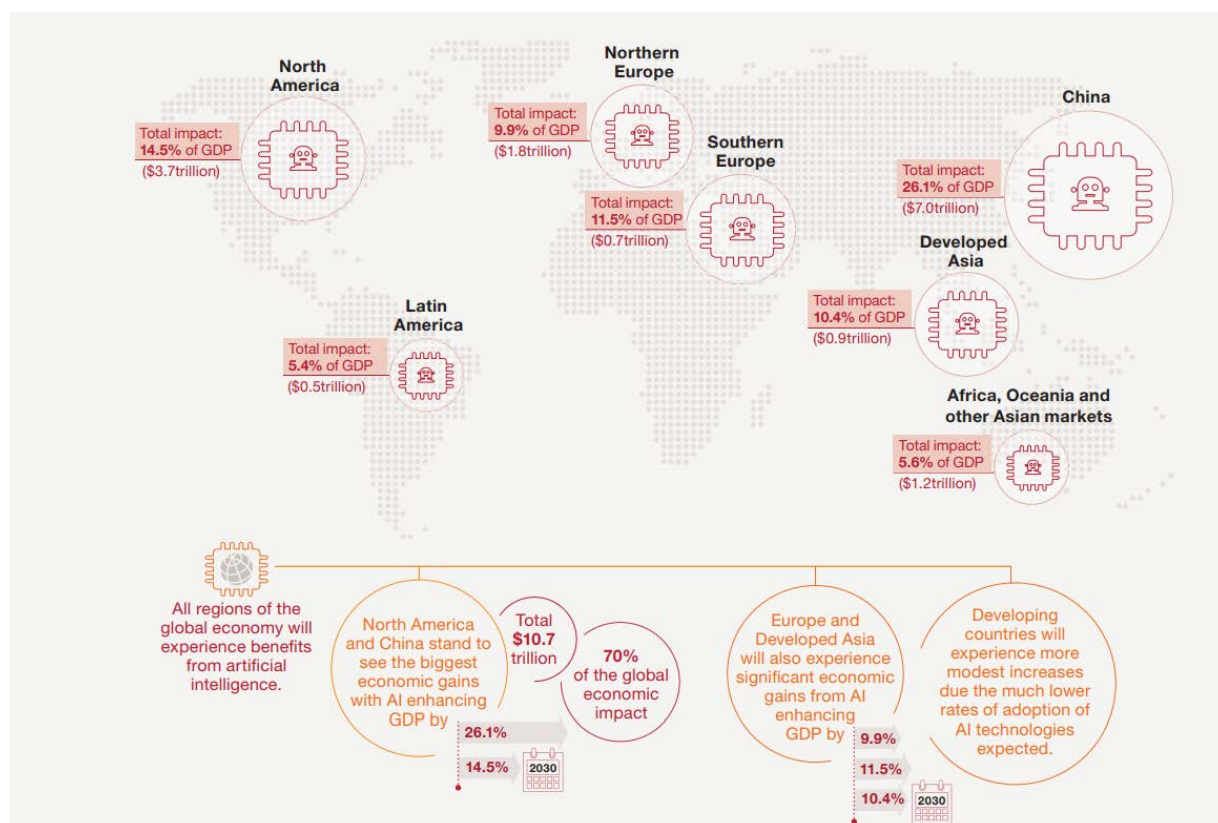 North
America
Total impact:
14.5% of GDP
($3.7trillion)
Northern
Europe
Total impact:
9.9% of GDP
($1.8trillion)
Southern
Europe
Total impact:
11.5% of GDP
($0.7trillion)
China
Total impact:
26.1% of GDP
($7.0trillion)
Developed
Asia
Total impact:
10.4% of GDP
($0.9trillion)
Latin
America
Total impact:
5.4% of GDP
($0.5trillion)
Africa, Oceania and
other Asian markets
Total impact:
5.6% of GDP
($1.2trillion)
All regions of the
global economy will
experience benefits
from artificial
intelligence.
North America
and China stand to
see the biggest
economic gains
with AI enhancing
GDP by
26.1%
14.5%
2030
Total
$10.7
trillion
70%
of the global
economic
impact
Europe and
Developed Asia
will also experience
significant economic
gains from AI
enhancing
GDP by
9.9%
11.5%
10.4%
2030
Developing
countries will
experience more
modest increases
due the much lower
rates of adoption of
AI technologies
expected.